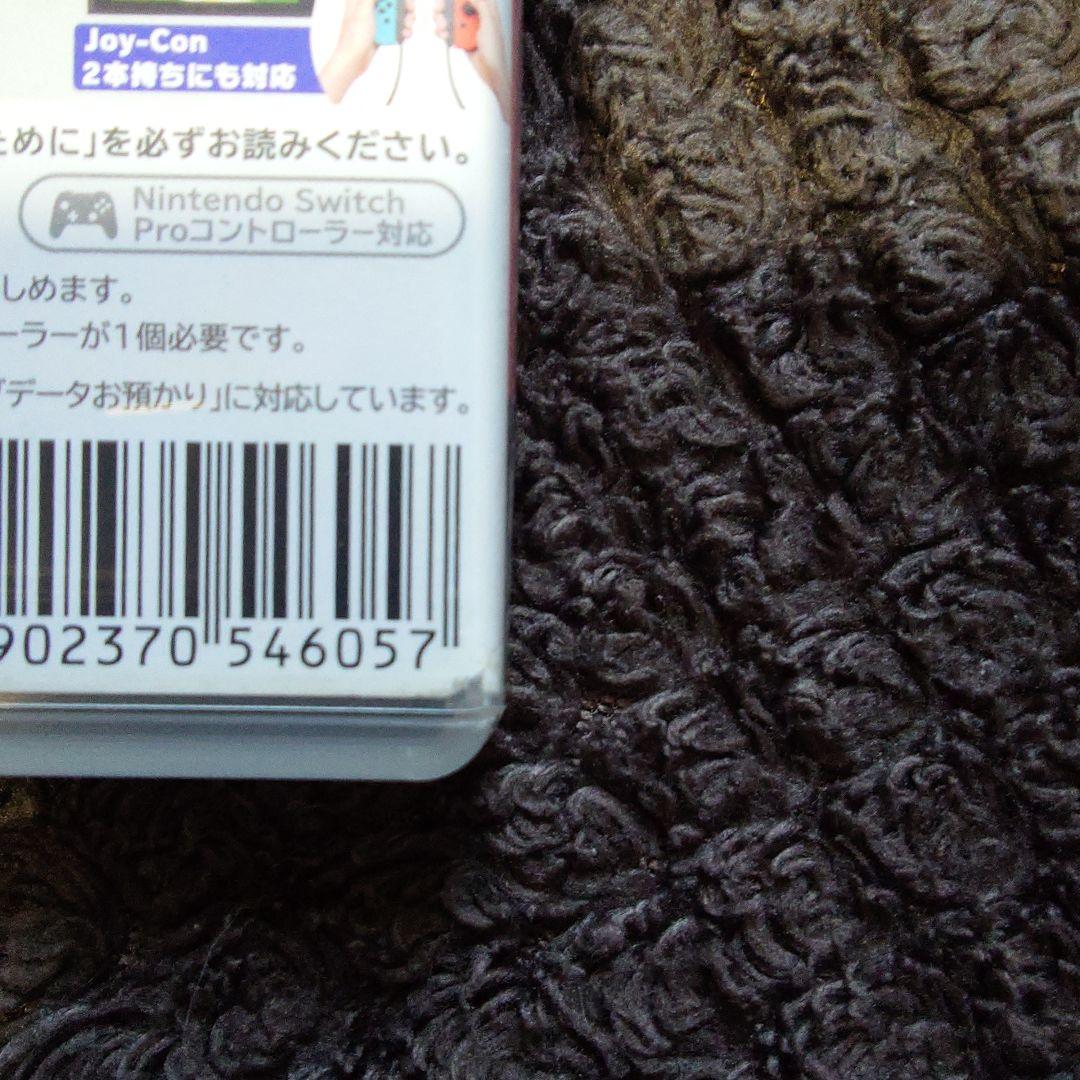 Joy-Con
2本持ちにも対応
ために」を必ずお読みください。
Nintendo Switch
Proコントローラー対応
しめます。
ーラーが1個必要です。
データお預かり」に対応しています。
902370 546057